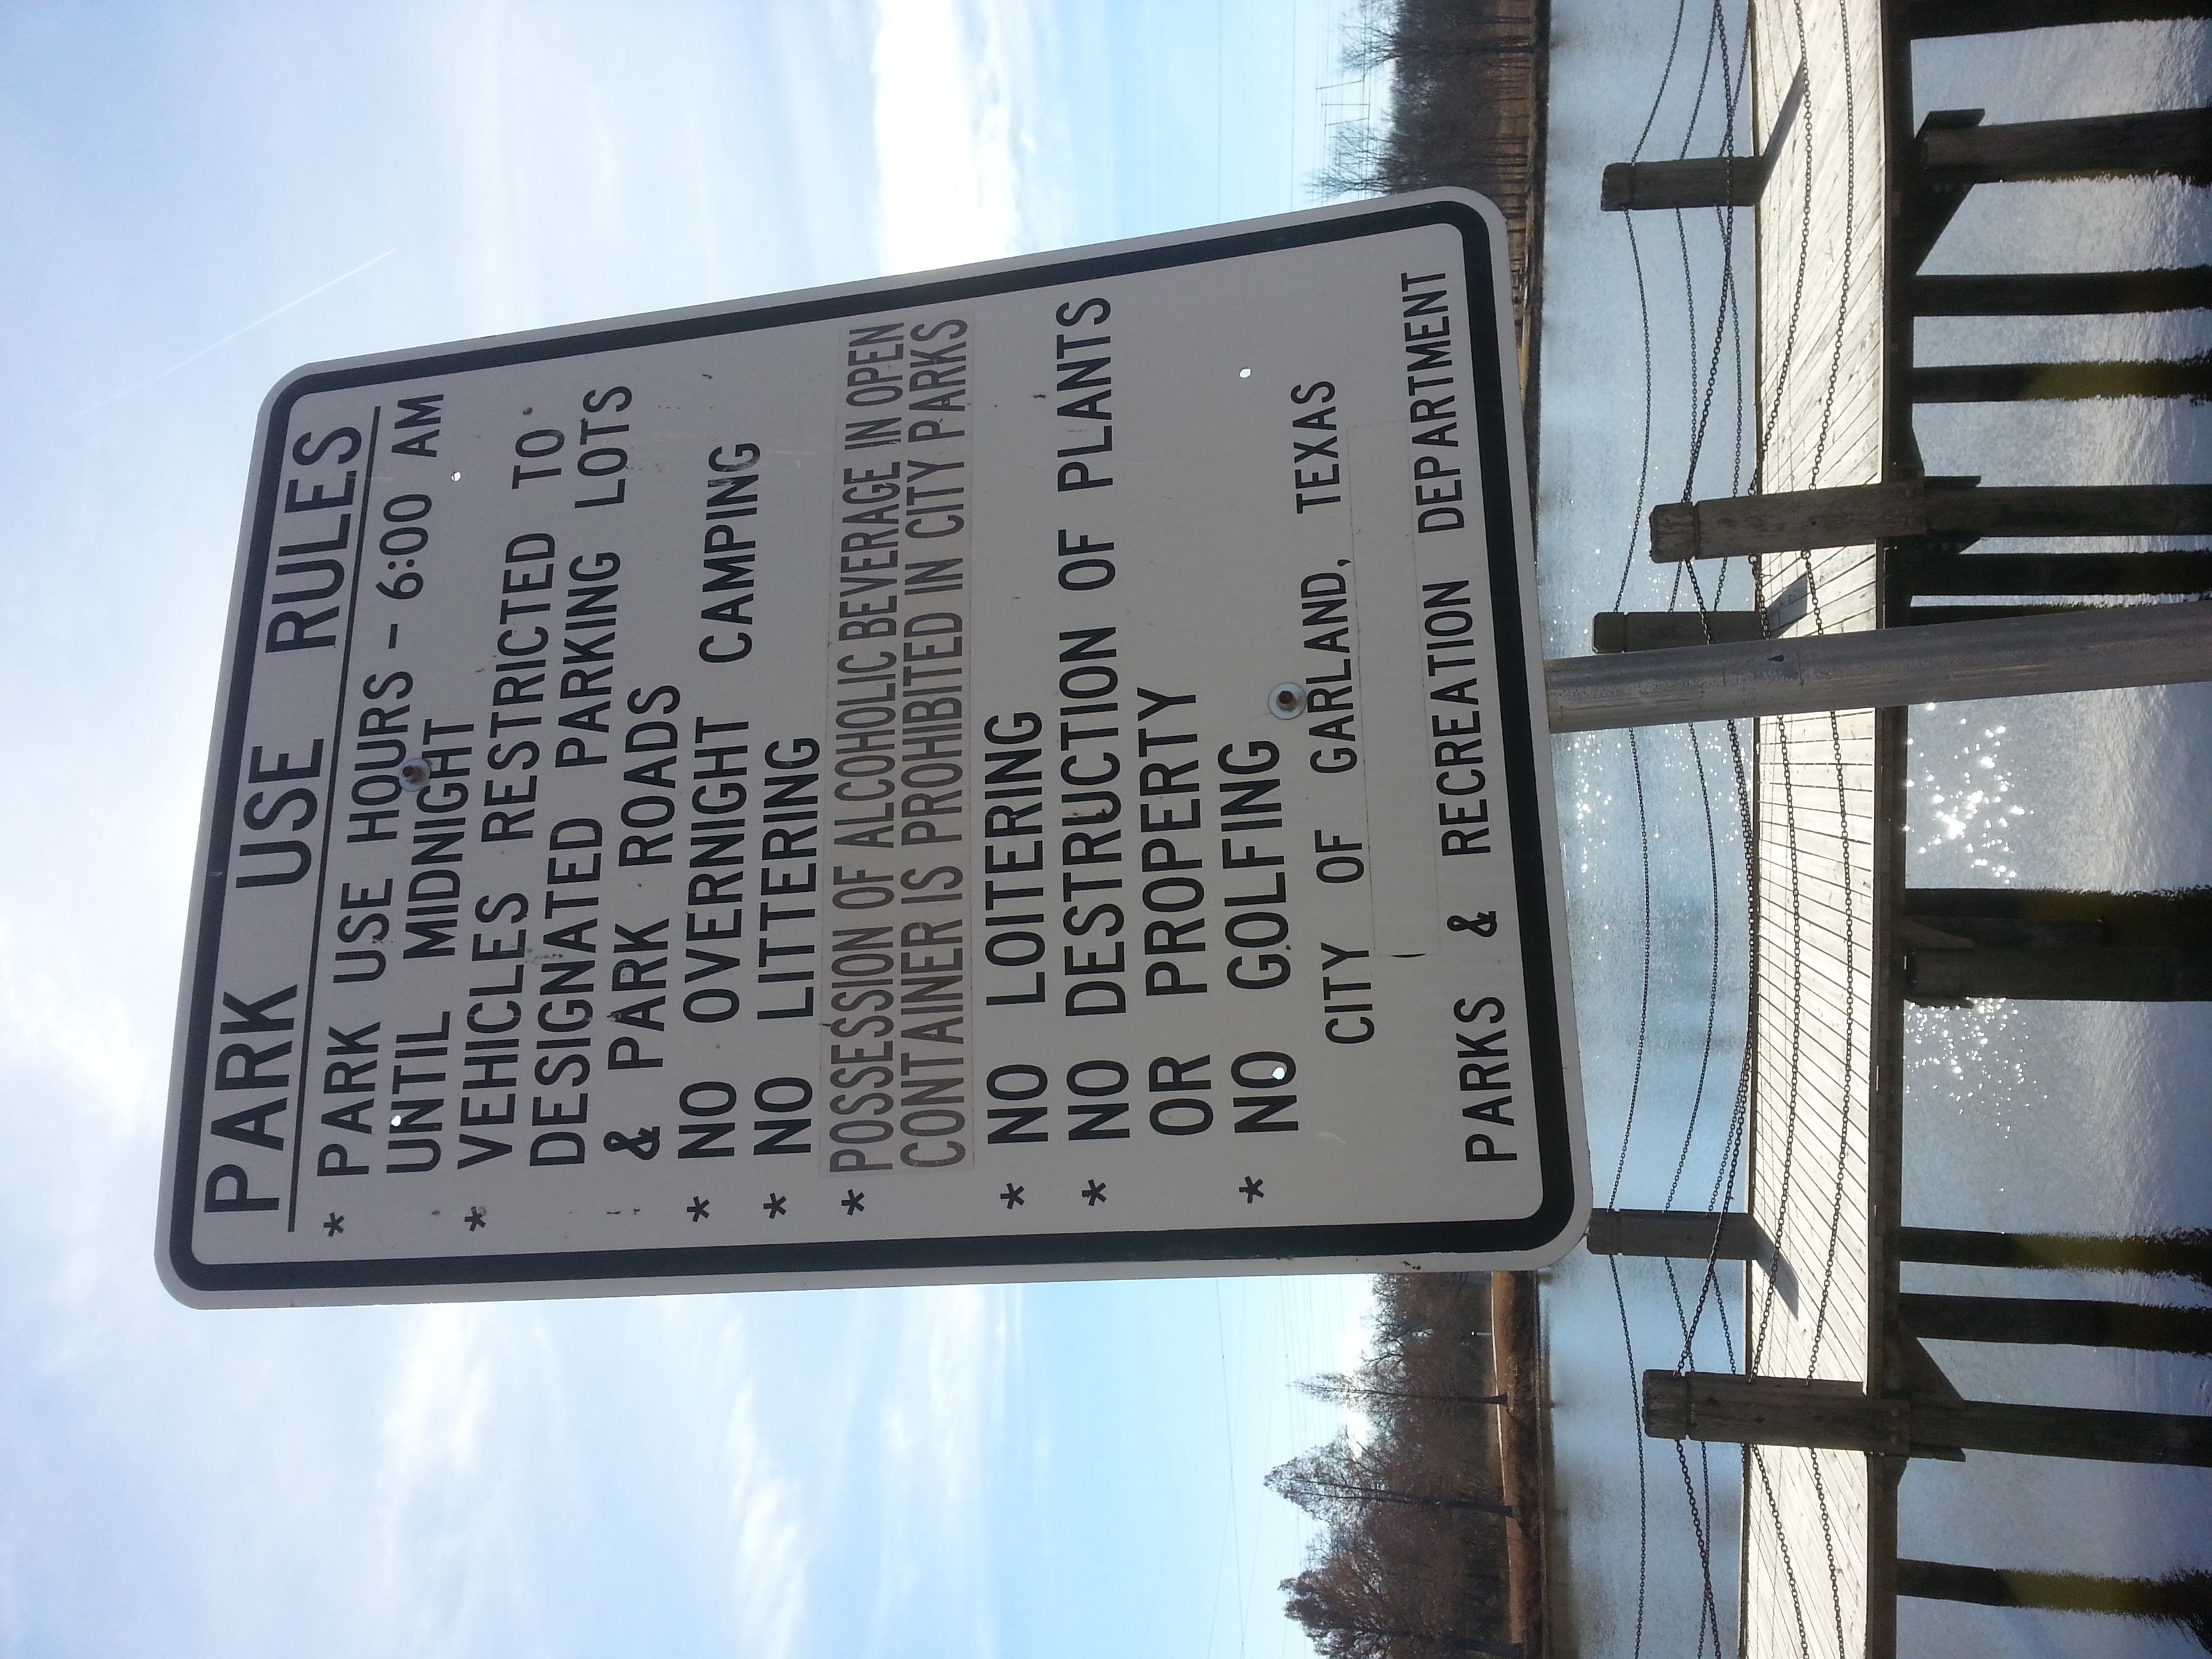 PARK USE RULES
* PARK USE HOURS - 6:00 AM
UNTIL MIDNIGHT
* VEHICLES RESTRICTED TO
DESIGNATED PARKING LOTS
& PARK ROADS
* NO OVERNIGHT CAMPING
* NO LITTERING
* POSSESSION OF ALCOHOLIC BEVERAGE IN OPEN
CONTAINER IS PROHIBITED IN CITY PARKS
* NO LOITERING
* NO DESTRUCTION OF PLANTS
OR PROPERTY
* NO GOLFING
CITY OF GARLAND, TEXAS
PARKS & RECREATION DEPARTMENT